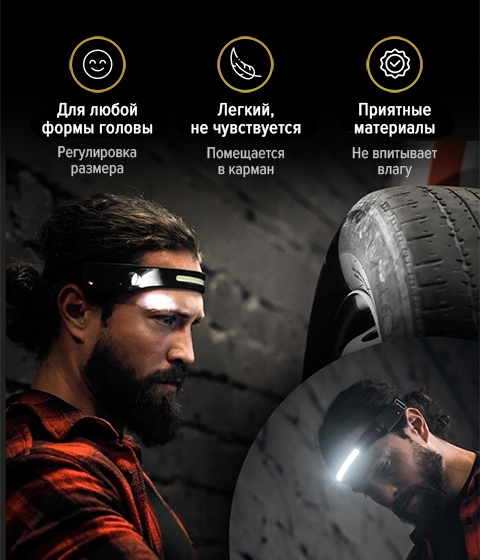 Для любой
формы головы
Регулировка
размера
Легкий,
не чувствуется
Помещается
в карман
Приятные
материалы
Не впитывает
влагу